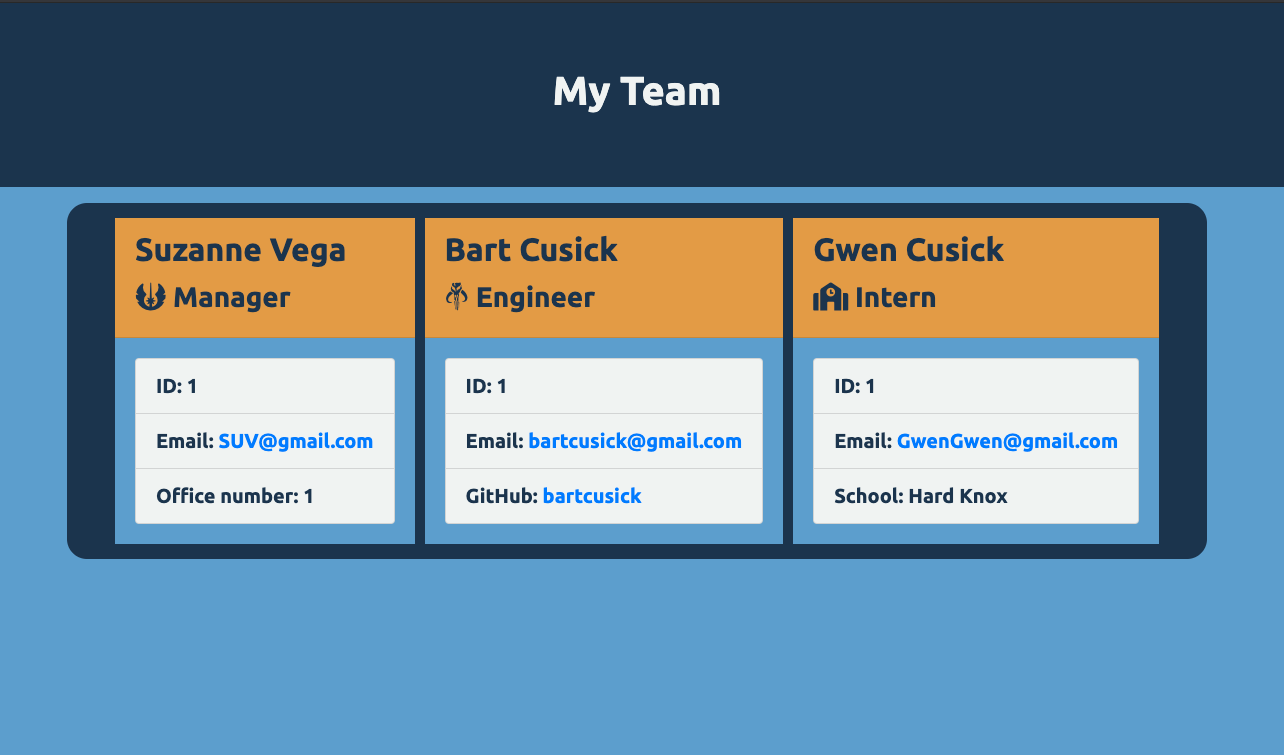 My Team
Suzanne Vega
Manager
ID: 1
Email: SUV@gmail.com
Office number: 1
Bart Cusick
Engineer
ID: 1
Email: bartcusick@gmail.com
GitHub: bartcusick
Gwen Cusick
Intern
ID: 1
Email: GwenGwen@gmail.com
School: Hard Knox